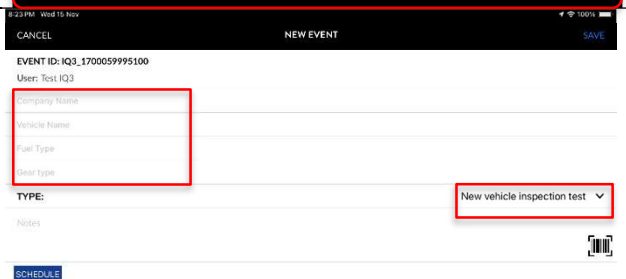 8:23 PM Wed 15 Nov 100%
CANCEL NEW EVENT SAVE
EVENT ID: IQ3_1700059995100
User: Test IQ3
Company Name
Vehicle Name
Fuel Type
Gear type
TYPE: New vehicle inspection test
Notes
SCHEDULE